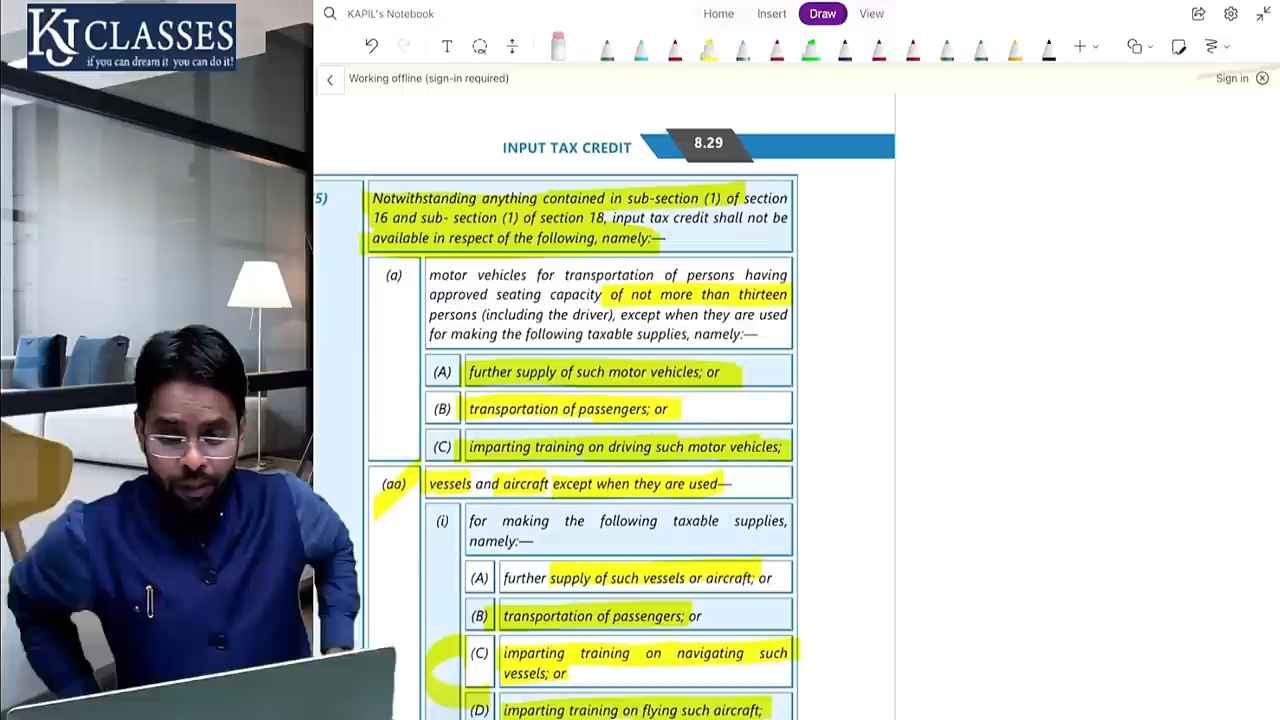 KJ CLASSES
if you can dream it you can do it!
KAPIL's Notebook
Home
Insert
Draw
View
T
Working offline (sign-in required)
Sign in
INPUT TAX CREDIT
8.29
5)
Notwithstanding anything contained in sub-section (1) of section
16 and sub- section (1) of section 18, input tax credit shall not be
available in respect of the following, namely:—
(a)
motor vehicles for transportation of persons having
approved seating capacity of not more than thirteen
persons (including the driver), except when they are used
for making the following taxable supplies, namely:—
(A)
further supply of such motor vehicles; or
(B)
transportation of passengers; or
(C)
imparting training on driving such motor vehicles;
(aa)
vessels and aircraft except when they are used—
(i)
for making the following taxable supplies,
namely:—
(A)
further supply of such vessels or aircraft; or
(B)
transportation of passengers; or
(C)
imparting training on navigating such
vessels; or
(D)
imparting training on flying such aircraft;